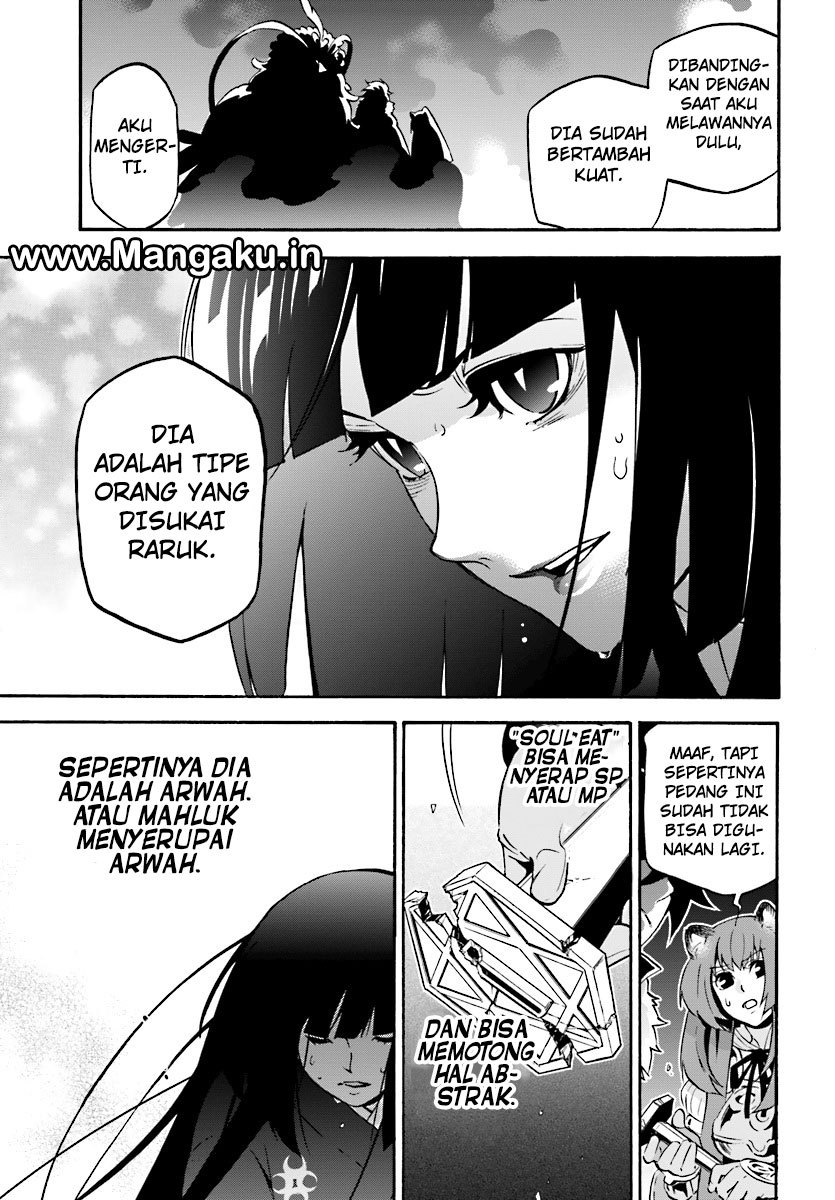 DIBANDING-
KAN DENGAN
SAAT AKU
MELAWANNYA
DULU,
DIA SUDAH
BERTAMBAH
KUAT.
AKU
MENGER-
TI.
www.Mangaku.in
DIA
ADALAH TIPE
ORANG YANG
DISUKAI
RARUK.
MAAF, TAPI
SEPERTINYA
PEDANG INI
SUDAH TIDAK
BISA DIGU-
NAKAN LAGI.
"SOUL EAT"
BISA ME-
NYERAP SP
ATAU MP
DAN BISA
MEMOTONG
HAL AB-
STRAK.
SEPERTINYA DIA
ADALAH ARWAH.
ATAU MAHLUK
MENYERUPAI
ARWAH.